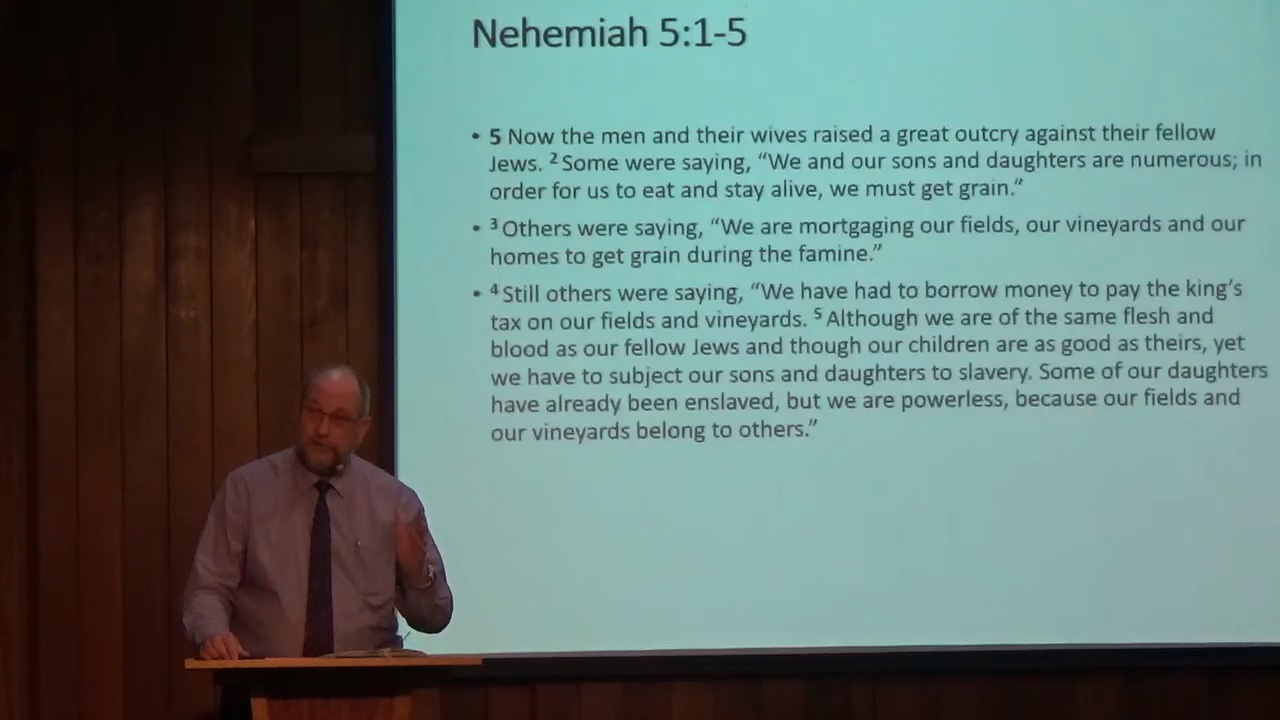 Nehemiah 5:1-5
• 5 Now the men and their wives raised a great outcry against their fellow
Jews. ² Some were saying, “We and our sons and daughters are numerous; in
order for us to eat and stay alive, we must get grain.”
• ³ Others were saying, “We are mortgaging our fields, our vineyards and our
homes to get grain during the famine.”
• ⁴ Still others were saying, “We have had to borrow money to pay the king’s
tax on our fields and vineyards. ⁵ Although we are of the same flesh and
blood as our fellow Jews and though our children are as good as theirs, yet
we have to subject our sons and daughters to slavery. Some of our daughters
have already been enslaved, but we are powerless, because our fields and
our vineyards belong to others.”